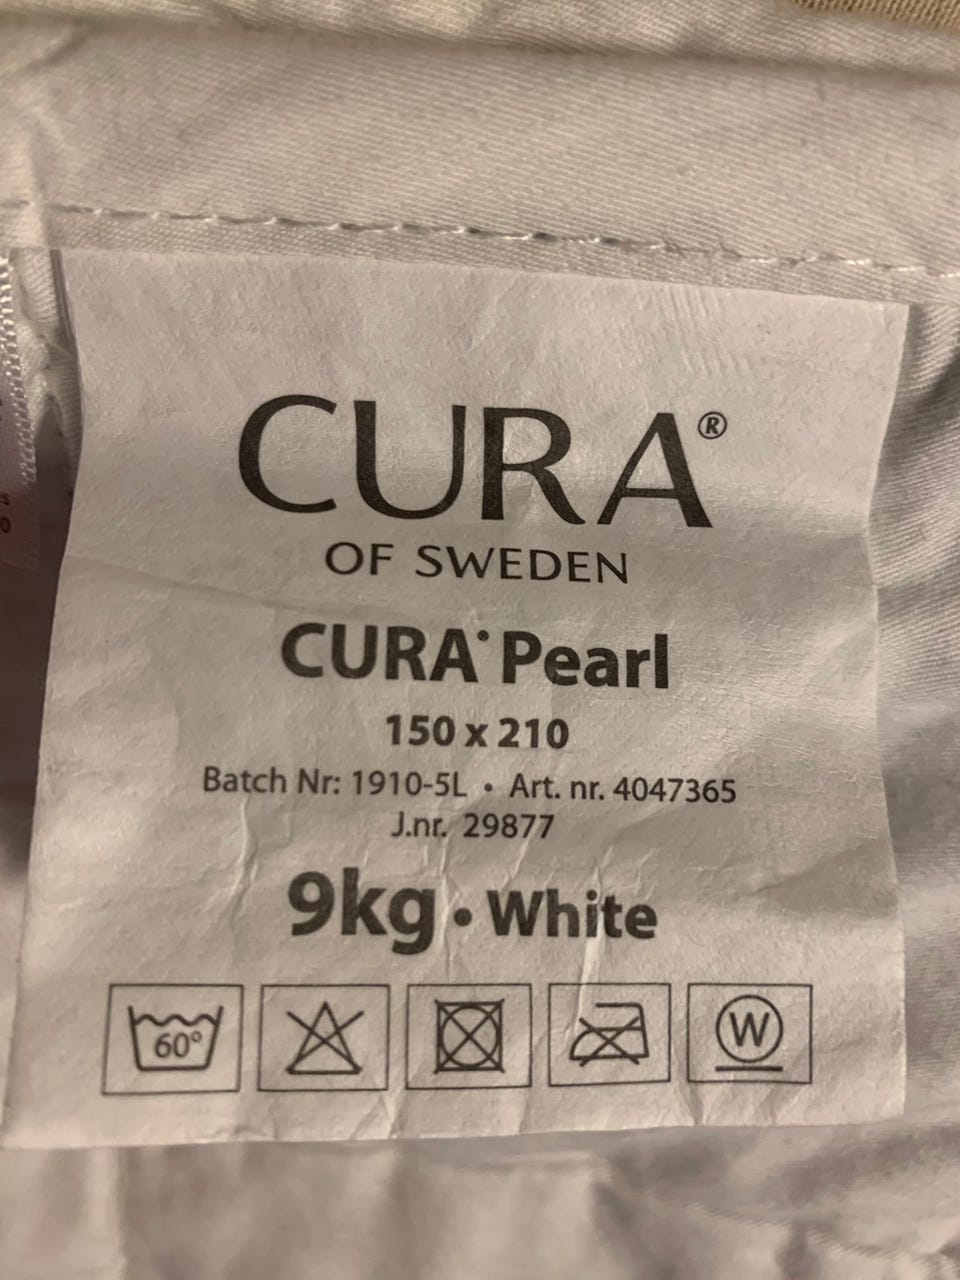 CURA®
OF SWEDEN
CURA® Pearl
150 x 210
Batch Nr: 1910-5L • Art. nr. 4047365
J.nr. 29877
9kg • White
60°
W